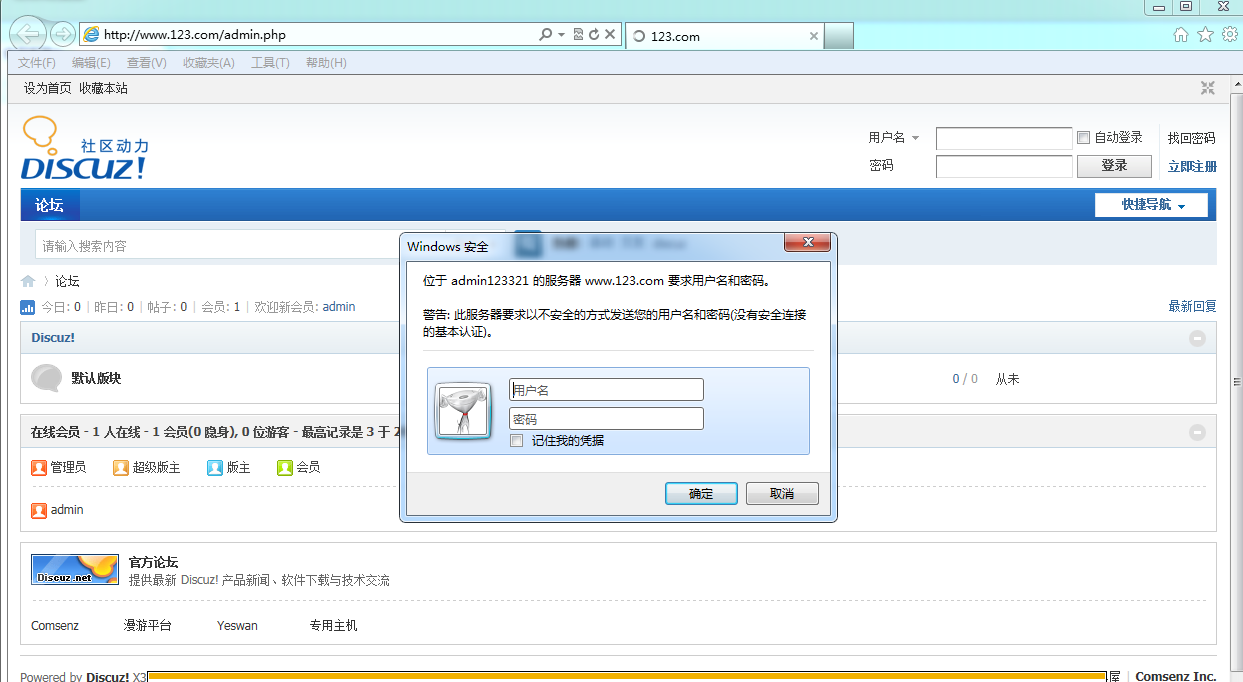 http://www.123.com/admin.php
123.com
文件(F) 编辑(E) 查看(V) 收藏夹(A) 工具(T) 帮助(H)
设为首页 收藏本站
社区动力
DISCUZ!
用户名 自动登录 找回密码
密码 登录 立即注册
论坛 快捷导航
请输入搜索内容
论坛
今日: 0 | 昨日: 0 | 帖子: 0 | 会员: 1 | 欢迎新会员: admin 最新回复
Discuz!
默认版块 0 / 0 从未
在线会员 - 1 人在线 - 1 会员(0 隐身), 0 位游客 - 最高记录是 3 于 2
管理员 超级版主 版主 会员
admin
Windows 安全
位于 admin123321 的服务器 www.123.com 要求用户名和密码。
警告: 此服务器要求以不安全的方式发送您的用户名和密码(没有安全连接
的基本认证)。
用户名
密码
记住我的凭据
确定 取消
Discuz.net 官方论坛
提供最新 Discuz! 产品新闻、软件下载与技术交流
Comsenz 漫游平台 Yeswan 专用主机
Powered by Discuz! X3 屋 | Comsenz Inc.